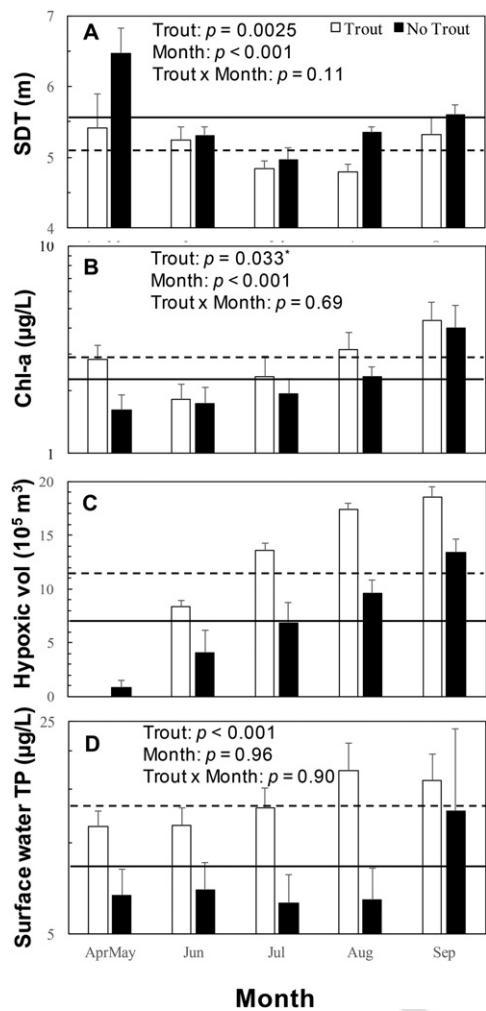 A
Trout: p = 0.0025
Month: p < 0.001
Trout x Month: p = 0.11
Trout No Trout
SDT (m)
6
5
4
B
Trout: p = 0.033*
Month: p < 0.001
Trout x Month: p = 0.69
Chl-a (µg/L)
10
1
C
Hypoxic vol (10⁵ m³)
20
15
10
5
0
D
Trout: p < 0.001
Month: p = 0.96
Trout x Month: p = 0.90
Surface water TP (µg/L)
25
5
AprMay Jun Jul Aug Sep
Month